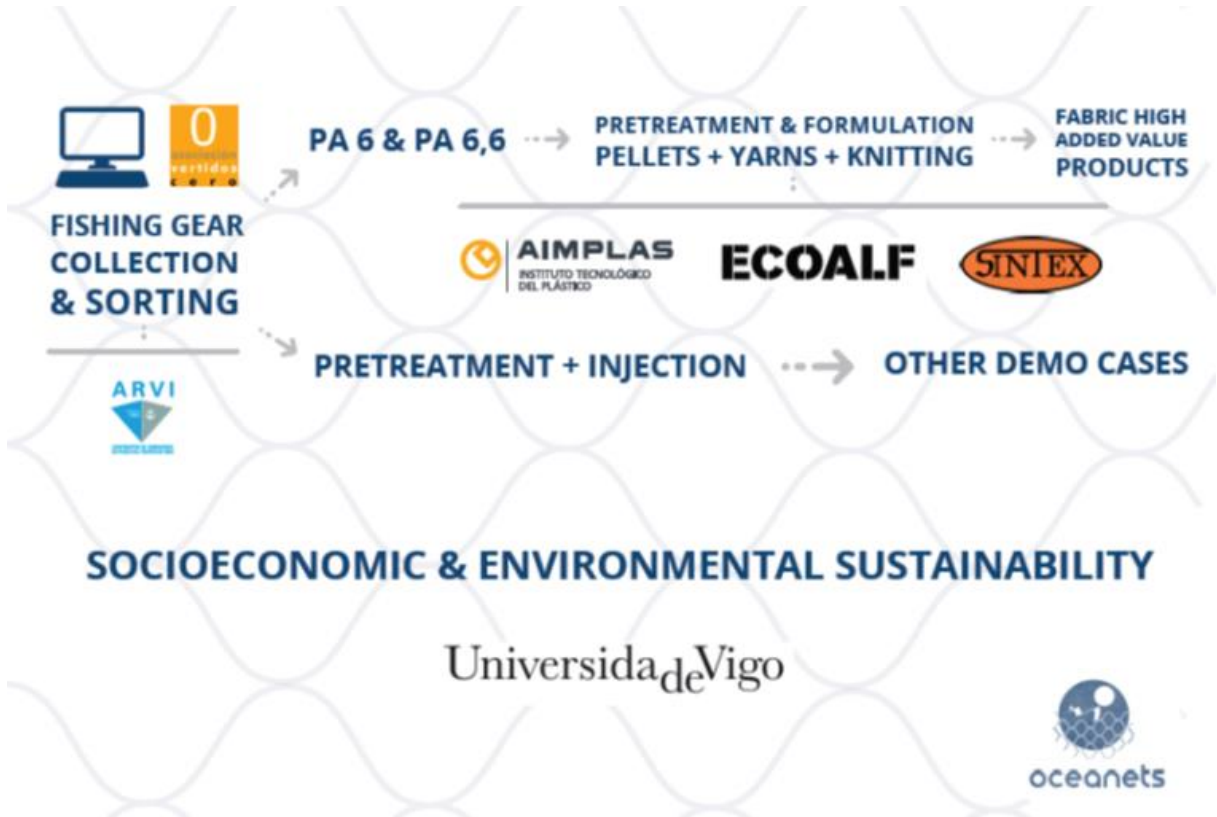 0
vertidos
cero
FISHING GEAR
COLLECTION
& SORTING
ARVI
PA 6 & PA 6,6
PRETREATMENT & FORMULATION
PELLETS + YARNS + KNITTING
FABRIC HIGH
ADDED VALUE
PRODUCTS
AIMPLAS
INSTITUTO TECNOLÓGICO
DEL PLÁSTICO
ECOALF
SINTEX
PRETREATMENT + INJECTION
OTHER DEMO CASES
SOCIOECONOMIC & ENVIRONMENTAL SUSTAINABILITY
UniversidadeVigo
oceanets